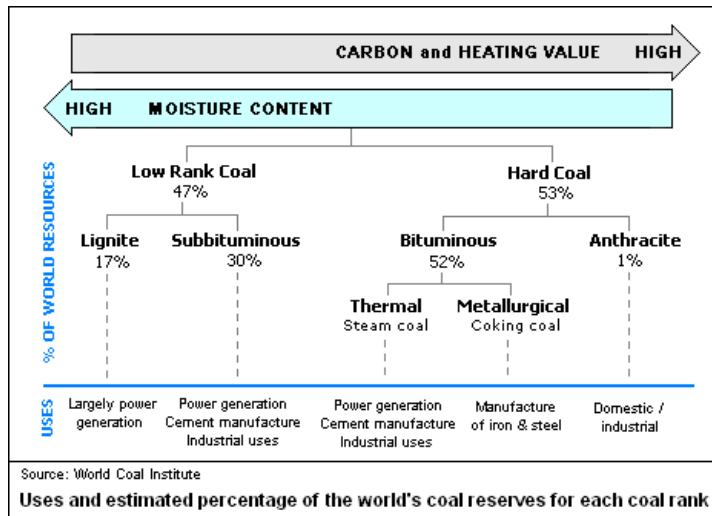 CARBON and HEATING VALUE HIGH
HIGH MOISTURE CONTENT
% OF WORLD RESOURCES
Low Rank Coal
47%
Hard Coal
53%
Lignite
17%
Subbituminous
30%
Bituminous
52%
Anthracite
1%
Thermal
Steam coal
Metallurgical
Coking coal
USES
Largely power
generation
Power generation
Cement manufacture
Industrial uses
Power generation
Cement manufacture
Industrial uses
Manufacture
of iron & steel
Domestic /
industrial
Source: World Coal Institute
Uses and estimated percentage of the world's coal reserves for each coal rank